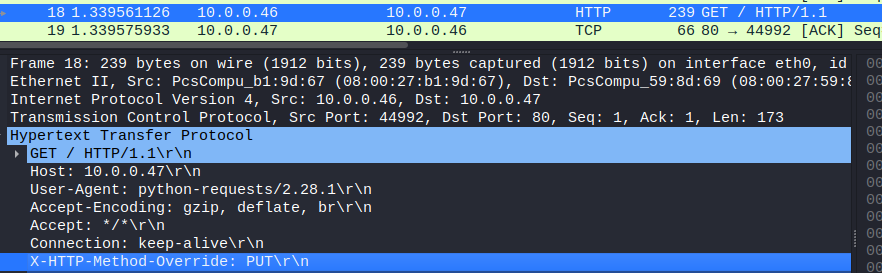 18 1.339561126 10.0.0.46 10.0.0.47 HTTP 239 GET / HTTP/1.1
19 1.339575933 10.0.0.47 10.0.0.46 TCP 66 80 → 44992 [ACK] Seq
Frame 18: 239 bytes on wire (1912 bits), 239 bytes captured (1912 bits) on interface eth0, id
Ethernet II, Src: PcsCompu_b1:9d:67 (08:00:27:b1:9d:67), Dst: PcsCompu_59:8d:69 (08:00:27:59:8
Internet Protocol Version 4, Src: 10.0.0.46, Dst: 10.0.0.47
Transmission Control Protocol, Src Port: 44992, Dst Port: 80, Seq: 1, Ack: 1, Len: 173
Hypertext Transfer Protocol
GET / HTTP/1.1\r\n
Host: 10.0.0.47\r\n
User-Agent: python-requests/2.28.1\r\n
Accept-Encoding: gzip, deflate, br\r\n
Accept: */*\r\n
Connection: keep-alive\r\n
X-HTTP-Method-Override: PUT\r\n